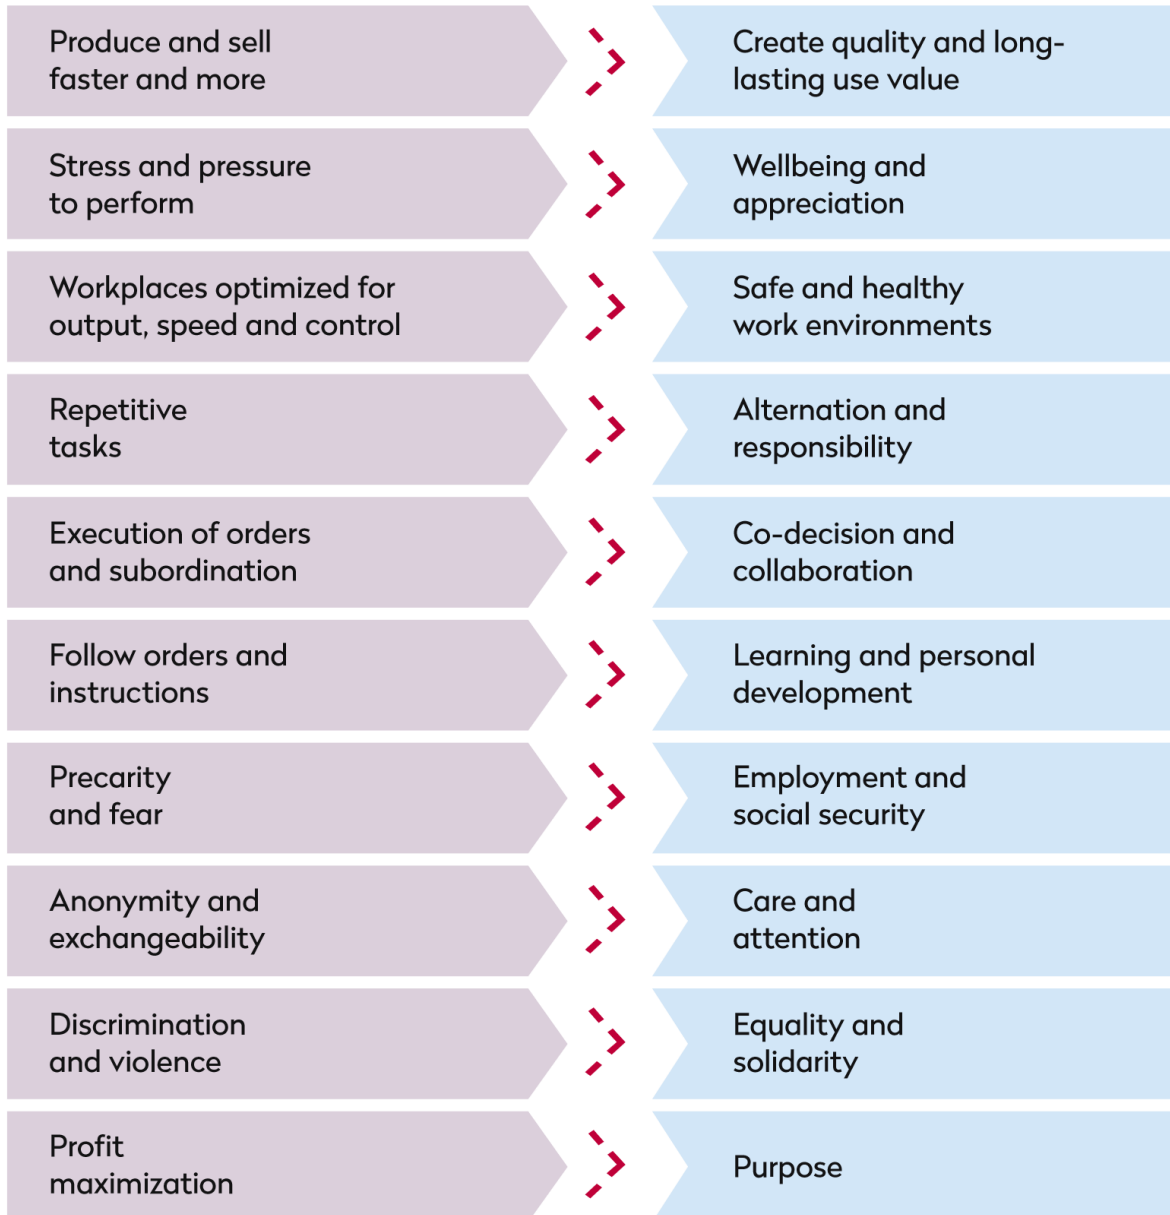 Produce and sell
faster and more
Create quality and long-
lasting use value
Stress and pressure
to perform
Wellbeing and
appreciation
Workplaces optimized for
output, speed and control
Safe and healthy
work environments
Repetitive
tasks
Alternation and
responsibility
Execution of orders
and subordination
Co-decision and
collaboration
Follow orders and
instructions
Learning and personal
development
Precarity
and fear
Employment and
social security
Anonymity and
exchangeability
Care and
attention
Discrimination
and violence
Equality and
solidarity
Profit
maximization
Purpose